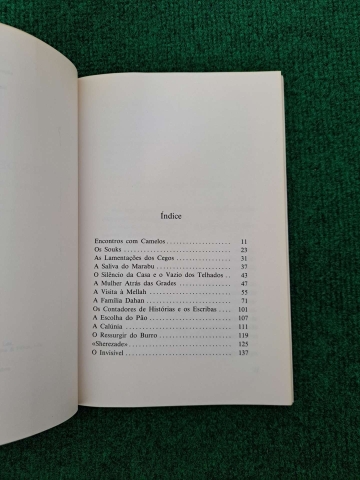 Índice
Encontros com Camelos . . . . . . . . . . . . . . . . . . . . . 11
Os Souks . . . . . . . . . . . . . . . . . . . . . . . . . . . . . . . . . 23
As Lamentações dos Cegos . . . . . . . . . . . . . . . . . . 31
A Saliva do Marabu . . . . . . . . . . . . . . . . . . . . . . . . 37
O Silêncio da Casa e o Vazio dos Telhados . . 43
A Mulher Atrás das Grades . . . . . . . . . . . . . . . . . 47
A Visita à Mellah . . . . . . . . . . . . . . . . . . . . . . . . . . 55
A Família Dahan . . . . . . . . . . . . . . . . . . . . . . . . . . 71
Os Contadores de Histórias e os Escribas . . . . 101
A Escolha do Pão . . . . . . . . . . . . . . . . . . . . . . . . . . 107
A Calúnia . . . . . . . . . . . . . . . . . . . . . . . . . . . . . . . . 111
O Ressurgir do Burro . . . . . . . . . . . . . . . . . . . . . . 119
«Sherezade» . . . . . . . . . . . . . . . . . . . . . . . . . . . . . . 125
O Invisível . . . . . . . . . . . . . . . . . . . . . . . . . . . . . . . 137